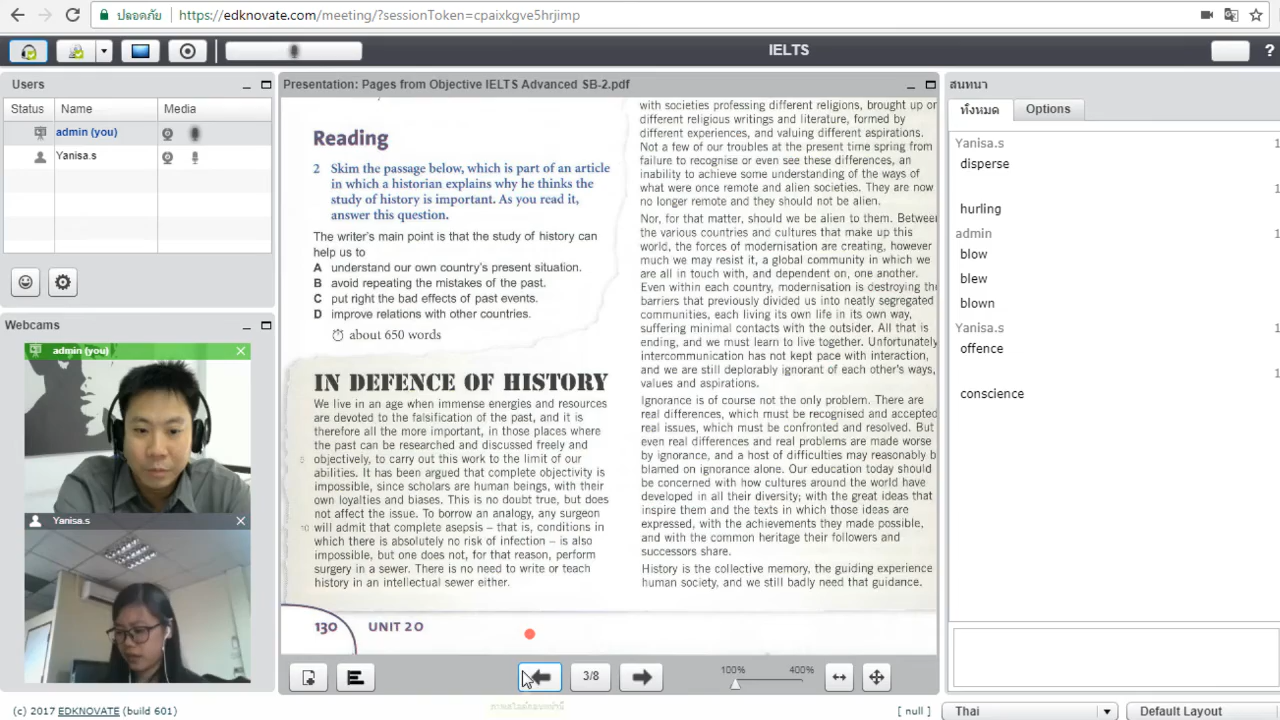 ปลอดภัย
https://edknovate.com/meeting/?sessionToken=cpaixkgve5hrjimp
IELTS
?
Users
Status Name Media
admin (you)
Yanisa.s
Webcams
admin (you)
Yanisa.s
Presentation: Pages from Objective IELTS Advanced SB-2.pdf
Reading
2 Skim the passage below, which is part of an article
in which a historian explains why he thinks the
study of history is important. As you read it,
answer this question.
The writer's main point is that the study of history can
help us to
A understand our own country's present situation.
B avoid repeating the mistakes of the past.
C put right the bad effects of past events.
D improve relations with other countries.
about 650 words
IN DEFENCE OF HISTORY
We live in an age when immense energies and resources
are devoted to the falsification of the past, and it is
therefore all the more important, in those places where
the past can be researched and discussed freely and
5 objectively, to carry out this work to the limit of our
abilities. It has been argued that complete objectivity is
impossible, since scholars are human beings, with their
own loyalties and biases. This is no doubt true, but does
not affect the issue. To borrow an analogy, any surgeon
10 will admit that complete asepsis – that is, conditions in
which there is absolutely no risk of infection – is also
impossible, but one does not, for that reason, perform
surgery in a sewer. There is no need to write or teach
history in an intellectual sewer either.
130 UNIT 20
with societies professing different religions, brought up or
different religious writings and literature, formed by
different experiences, and valuing different aspirations.
Not a few of our troubles at the present time spring from
failure to recognise or even see these differences, an
inability to achieve some understanding of the ways of
what were once remote and alien societies. They are now
no longer remote and they should not be alien.
Nor, for that matter, should we be alien to them. Betwee
the various countries and cultures that make up this
world, the forces of modernisation are creating, however
much we may resist it, a global community in which we
are all in touch with, and dependent on, one another.
Even within each country, modernisation is destroying the
barriers that previously divided us into neatly segregated
communities, each living its own life in its own way,
suffering minimal contacts with the outsider. All that is
ending, and we must learn to live together. Unfortunately
intercommunication has not kept pace with interaction,
and we are still deplorably ignorant of each other's ways,
values and aspirations.
Ignorance is of course not the only problem. There are
real differences, which must be recognised and accepted
real issues, which must be confronted and resolved. But
even real differences and real problems are made worse
by ignorance, and a host of difficulties may reasonably b
blamed on ignorance alone. Our education today should
be concerned with how cultures around the world have
developed in all their diversity; with the great ideas that
inspire them and the texts in which those ideas are
expressed, with the achievements they made possible,
and with the common heritage their followers and
successors share.
History is the collective memory, the guiding experience
human society, and we still badly need that guidance.
3/8
100% 400%
สนทนา
ทั้งหมด Options
Yanisa.s 1
disperse
1
hurling
admin 1
blow
blew
blown
Yanisa.s 1
offence
1
conscience
(c) 2017 EDKNOVATE (build 601)
[ null ]
Thai
Default Layout